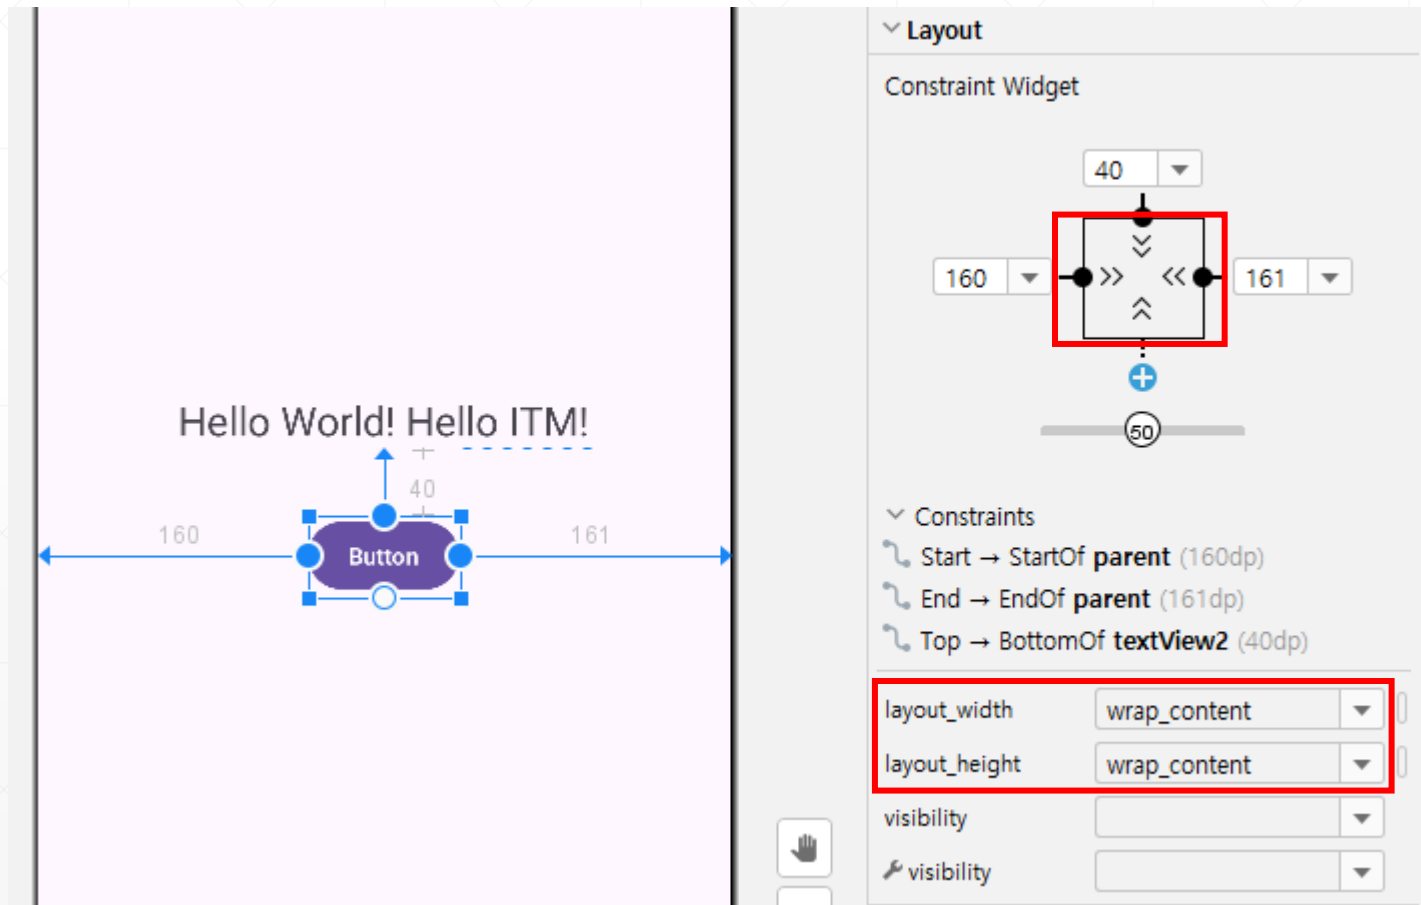 Hello World! Hello ITM!
40
160
161
Button
Layout
Constraint Widget
40
160
161
50
Constraints
Start → StartOf parent (160dp)
End → EndOf parent (161dp)
Top → BottomOf textView2 (40dp)
layout_width wrap_content
layout_height wrap_content
visibility
visibility